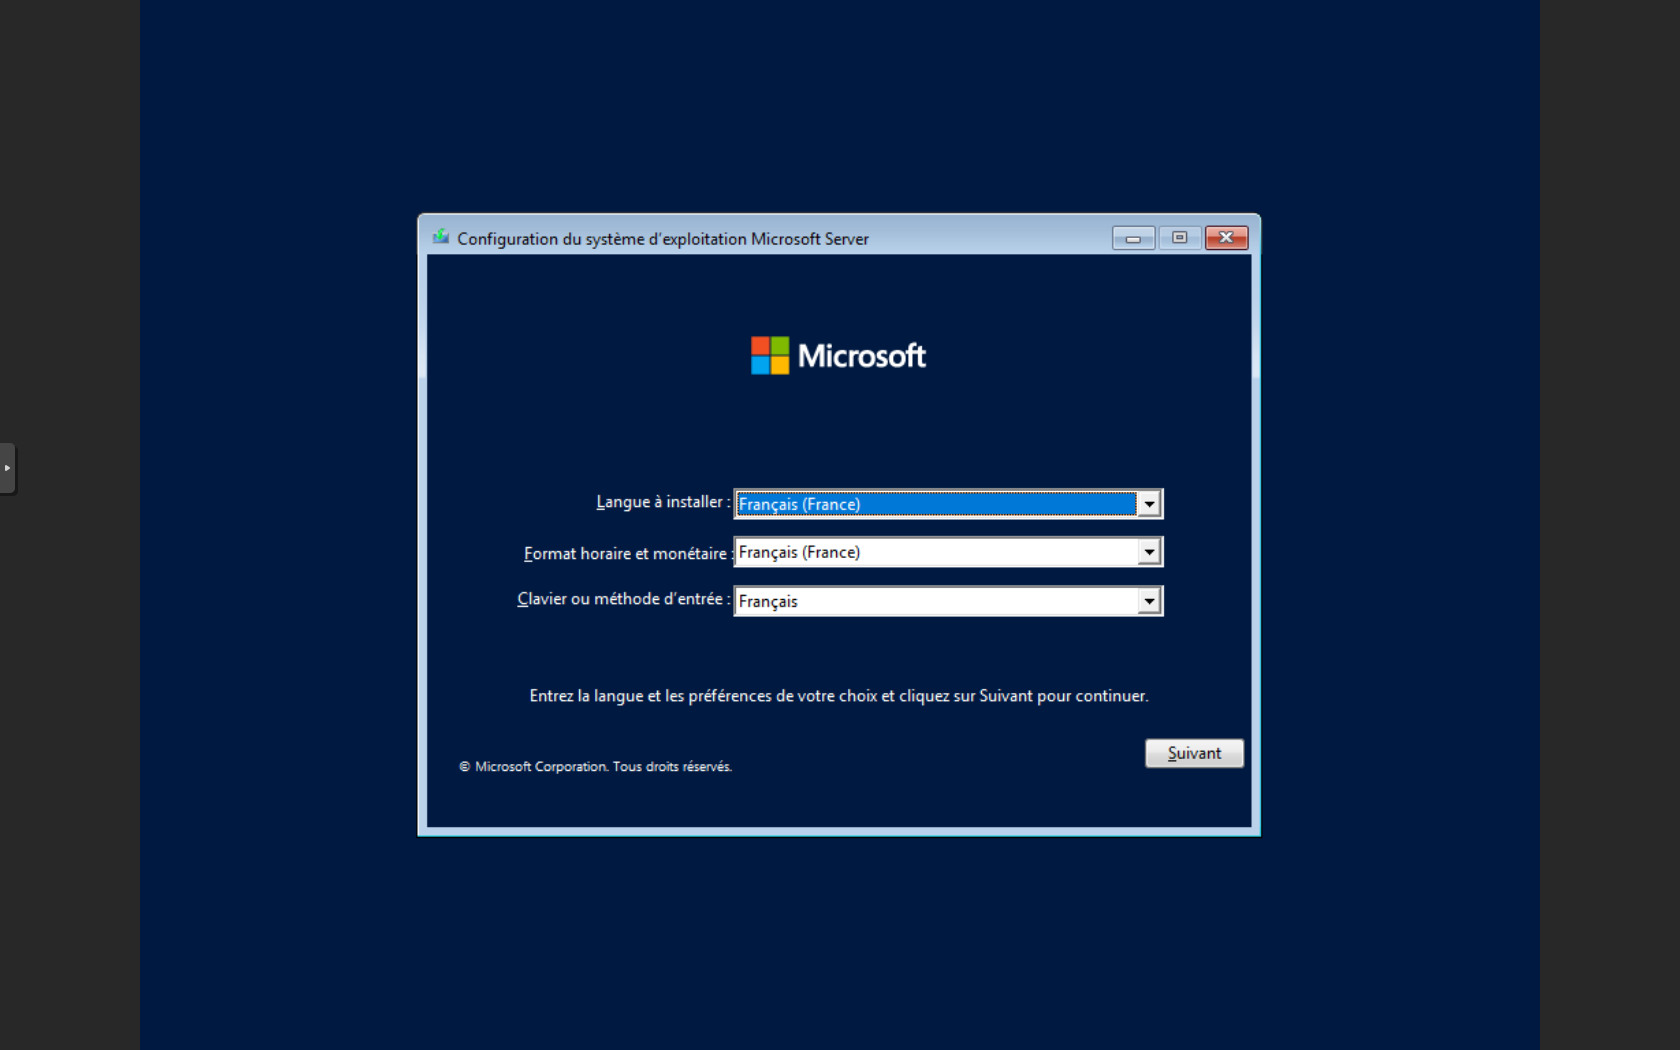 Configuration du système d'exploitation Microsoft Server
Microsoft
Langue à installer : Français (France)
Format horaire et monétaire : Français (France)
Clavier ou méthode d'entrée : Français
Entrez la langue et les préférences de votre choix et cliquez sur Suivant pour continuer.
Suivant
© Microsoft Corporation. Tous droits réservés.